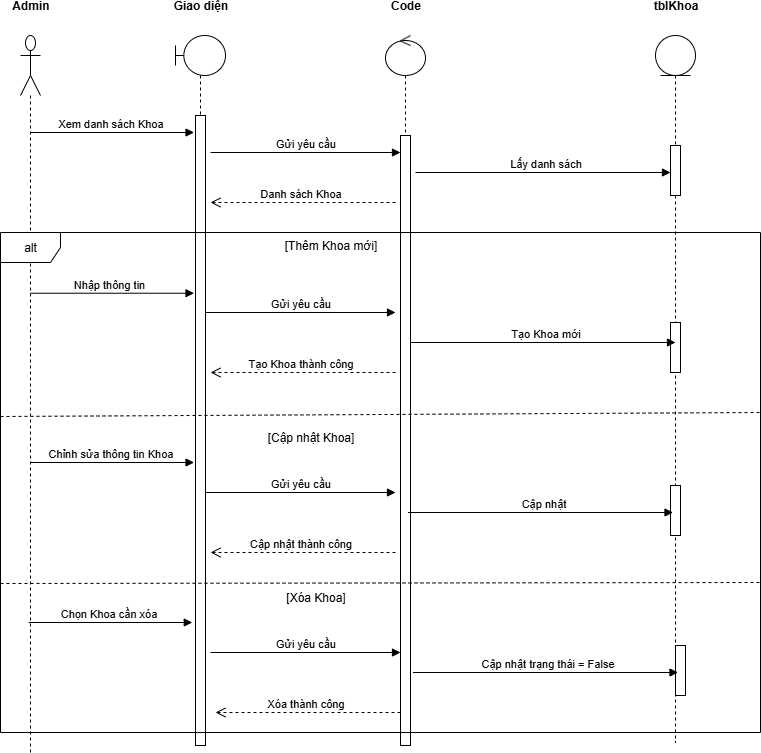 Admin
Giao diện
Code
tblKhoa
Xem danh sách Khoa
Gửi yêu cầu
Lấy danh sách
Danh sách Khoa
alt
[Thêm Khoa mới]
Nhập thông tin
Gửi yêu cầu
Tạo Khoa mới
Tạo Khoa thành công
[Cập nhật Khoa]
Chỉnh sửa thông tin Khoa
Gửi yêu cầu
Cập nhật
Cập nhật thành công
[Xóa Khoa]
Chọn Khoa cần xóa
Gửi yêu cầu
Cập nhật trạng thái = False
Xóa thành công